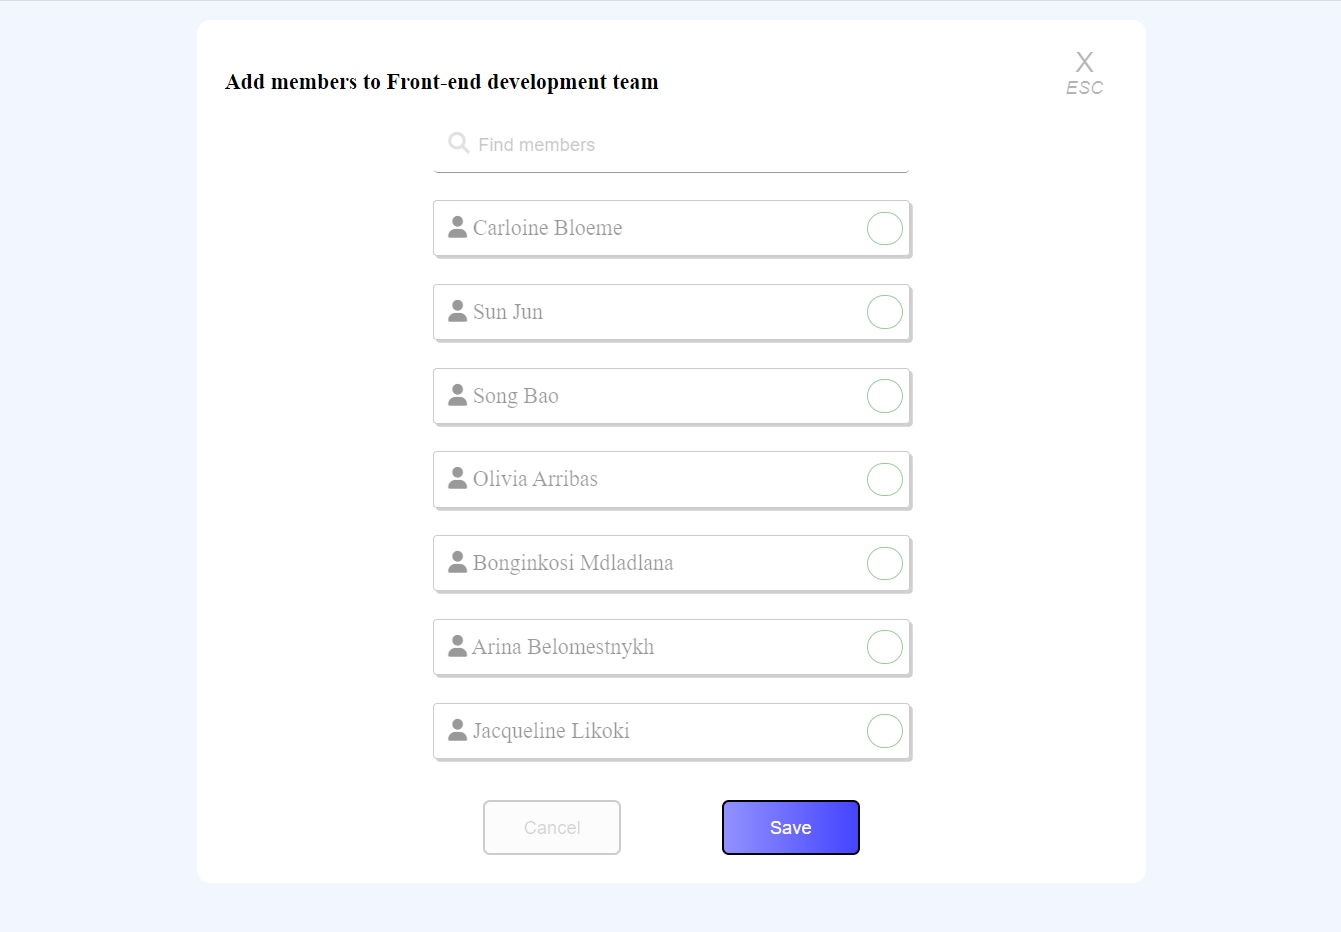 X
Add members to Front-end development team
ESC
Find members
Carloine Bloeme
Sun Jun
Song Bao
Olivia Arribas
Bonginkosi Mdladlana
Arina Belomestnykh
Jacqueline Likoki
Cancel
Save